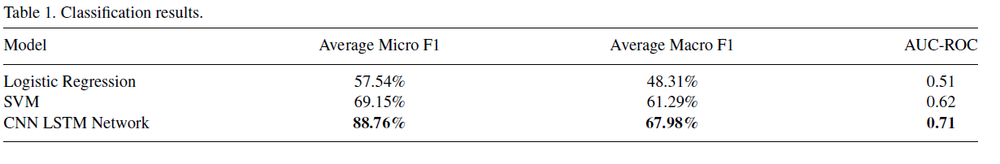 Table 1. Classification results.
Model Average Micro F1 Average Macro F1 AUC-ROC
Logistic Regression 57.54% 48.31% 0.51
SVM 69.15% 61.29% 0.62
CNN LSTM Network 88.76% 67.98% 0.71